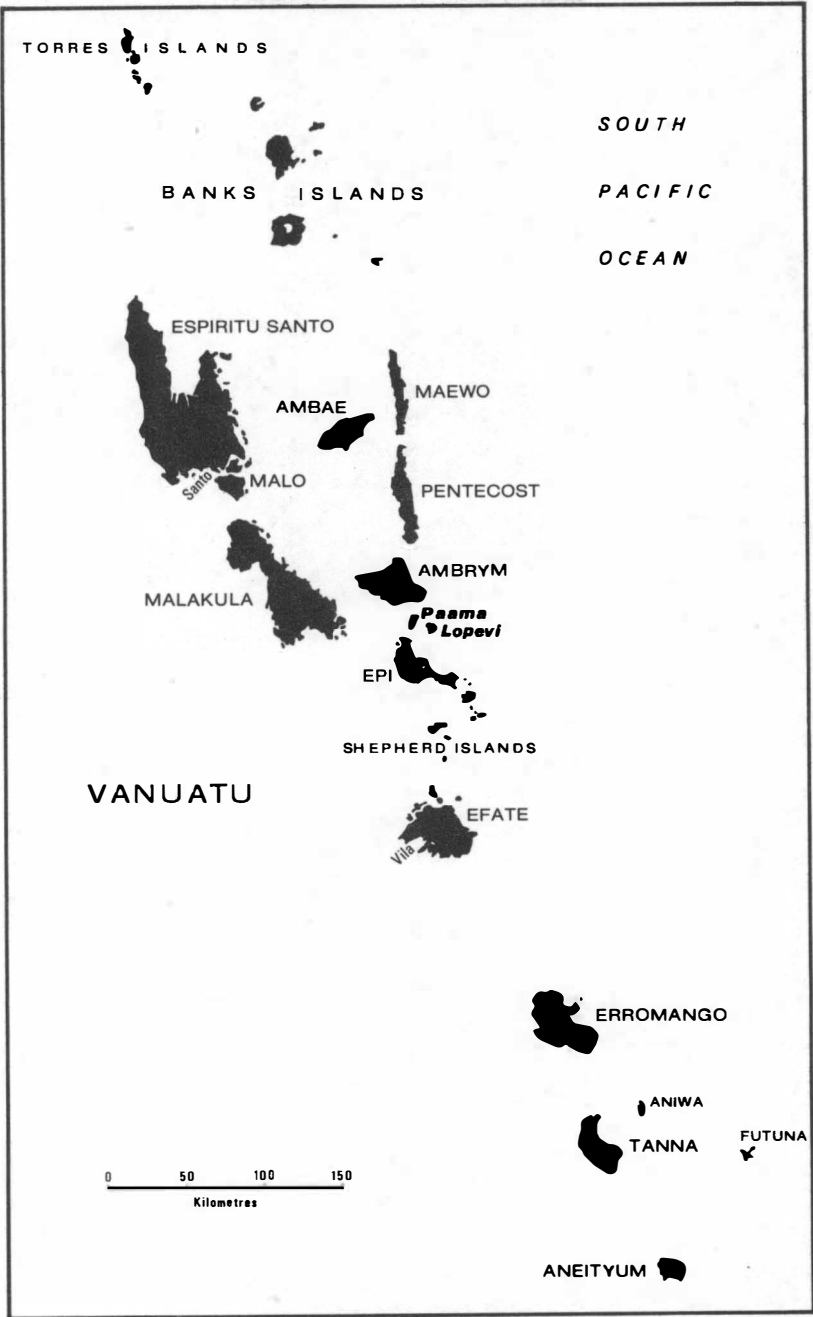 TORRES ISLANDS
SOUTH
BANKS ISLANDS
PACIFIC
OCEAN
ESPIRITU SANTO
MAEWO
AMBAE
Santo
MALO
PENTECOST
AMBRYM
MALAKULA
Paama
Lopevi
EPI
SHEPHERD ISLANDS
VANUATU
EFATE
Vila
ERROMANGO
ANIWA
TANNA
FUTUNA
0 50 100 150
Kilometres
ANEITYUM